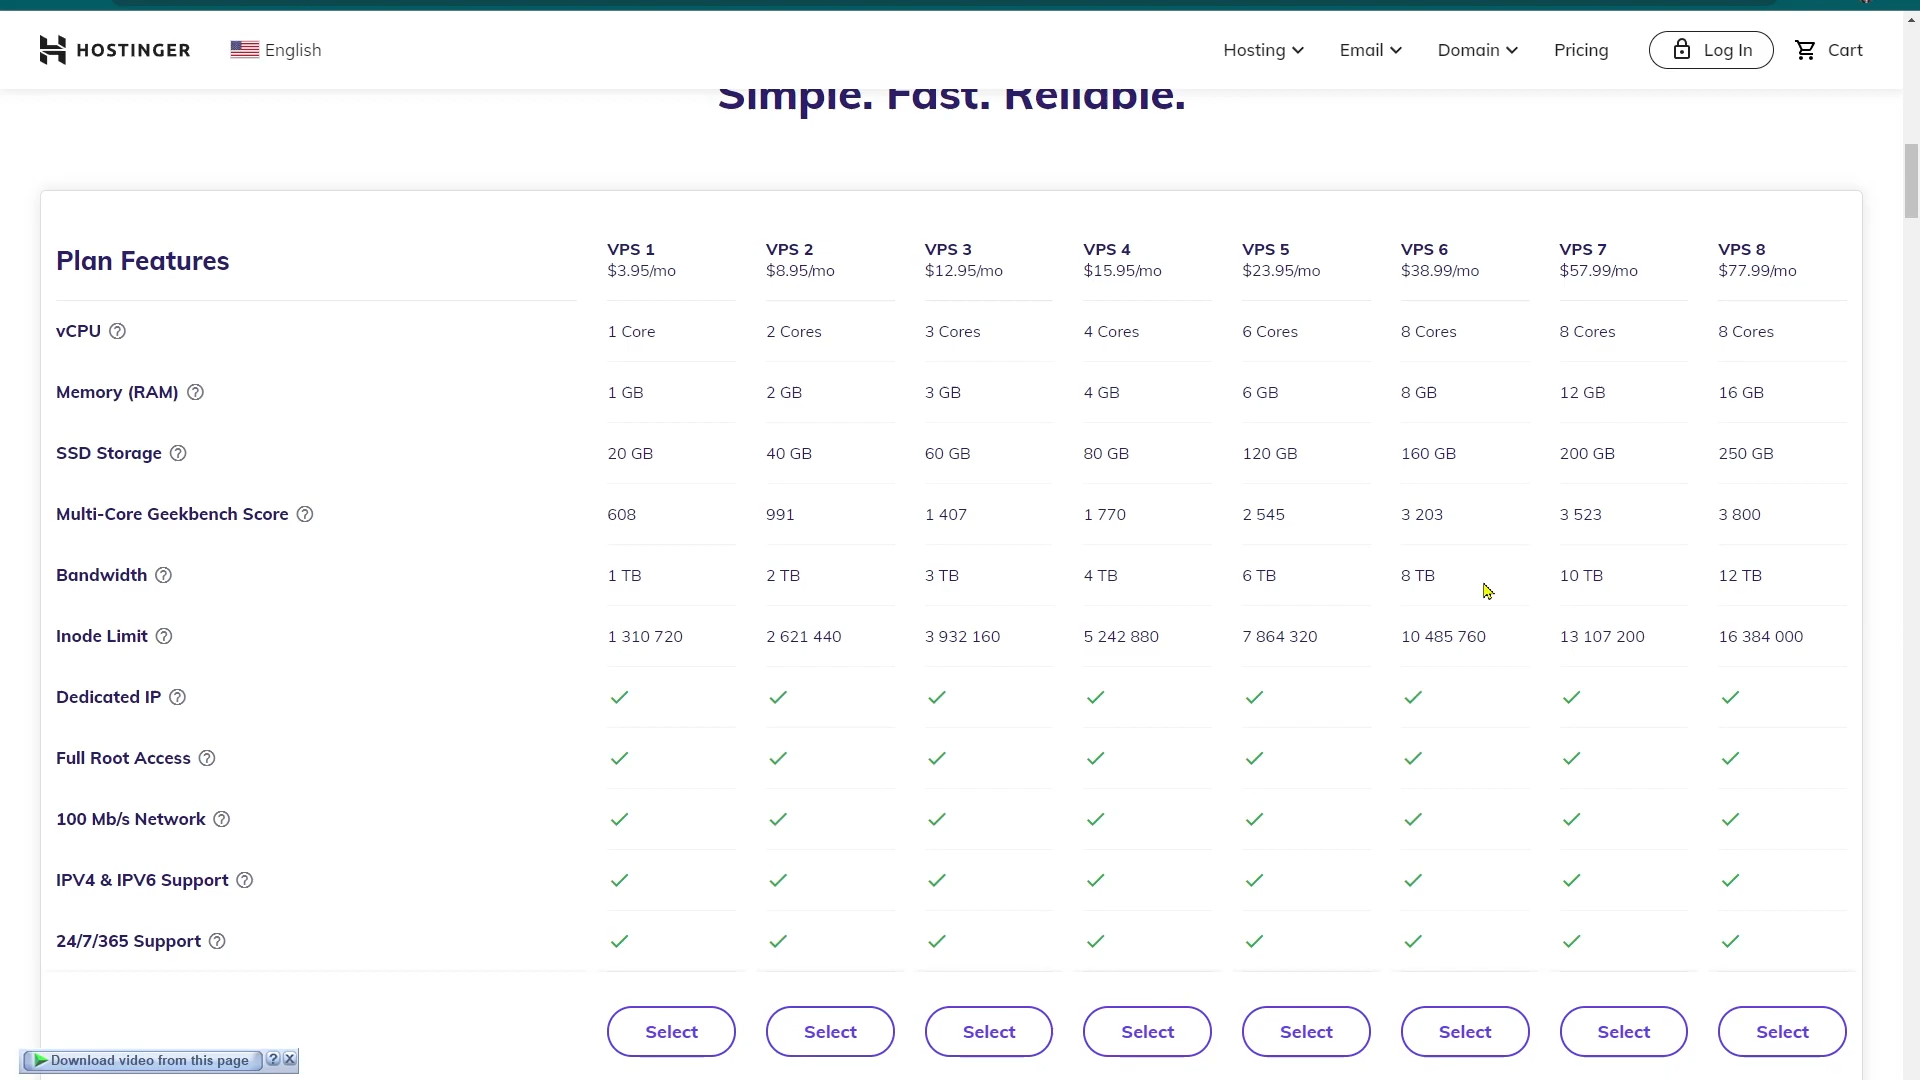 HOSTINGER English Hosting Email Domain Pricing Log In Cart
Simple. Fast. Reliable.
Plan Features
VPS 1 VPS 2 VPS 3 VPS 4 VPS 5 VPS 6 VPS 7 VPS 8
$3.95/mo $8.95/mo $12.95/mo $15.95/mo $23.95/mo $38.99/mo $57.99/mo $77.99/mo
vCPU ? 1 Core 2 Cores 3 Cores 4 Cores 6 Cores 8 Cores 8 Cores 8 Cores
Memory (RAM) ? 1 GB 2 GB 3 GB 4 GB 6 GB 8 GB 12 GB 16 GB
SSD Storage ? 20 GB 40 GB 60 GB 80 GB 120 GB 160 GB 200 GB 250 GB
Multi-Core Geekbench Score ? 608 991 1 407 1 770 2 545 3 203 3 523 3 800
Bandwidth ? 1 TB 2 TB 3 TB 4 TB 6 TB 8 TB 10 TB 12 TB
Inode Limit ? 1 310 720 2 621 440 3 932 160 5 242 880 7 864 320 10 485 760 13 107 200 16 384 000
Dedicated IP ?
Full Root Access ?
100 Mb/s Network ?
IPV4 & IPV6 Support ?
24/7/365 Support ?
Select Select Select Select Select Select Select Select
Download video from this page ? X